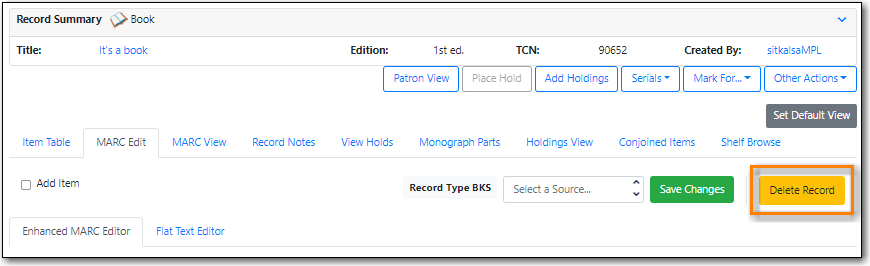 Record Summary Book
Title: It's a book Edition: 1st ed. TCN: 90652 Created By: sitkalsaMPL
Patron View Place Hold Add Holdings Serials Mark For... Other Actions
Set Default View
Item Table MARC Edit MARC View Record Notes View Holds Monograph Parts Holdings View Conjoined Items Shelf Browse
Add Item Record Type BKS Select a Source... Save Changes Delete Record
Enhanced MARC Editor Flat Text Editor